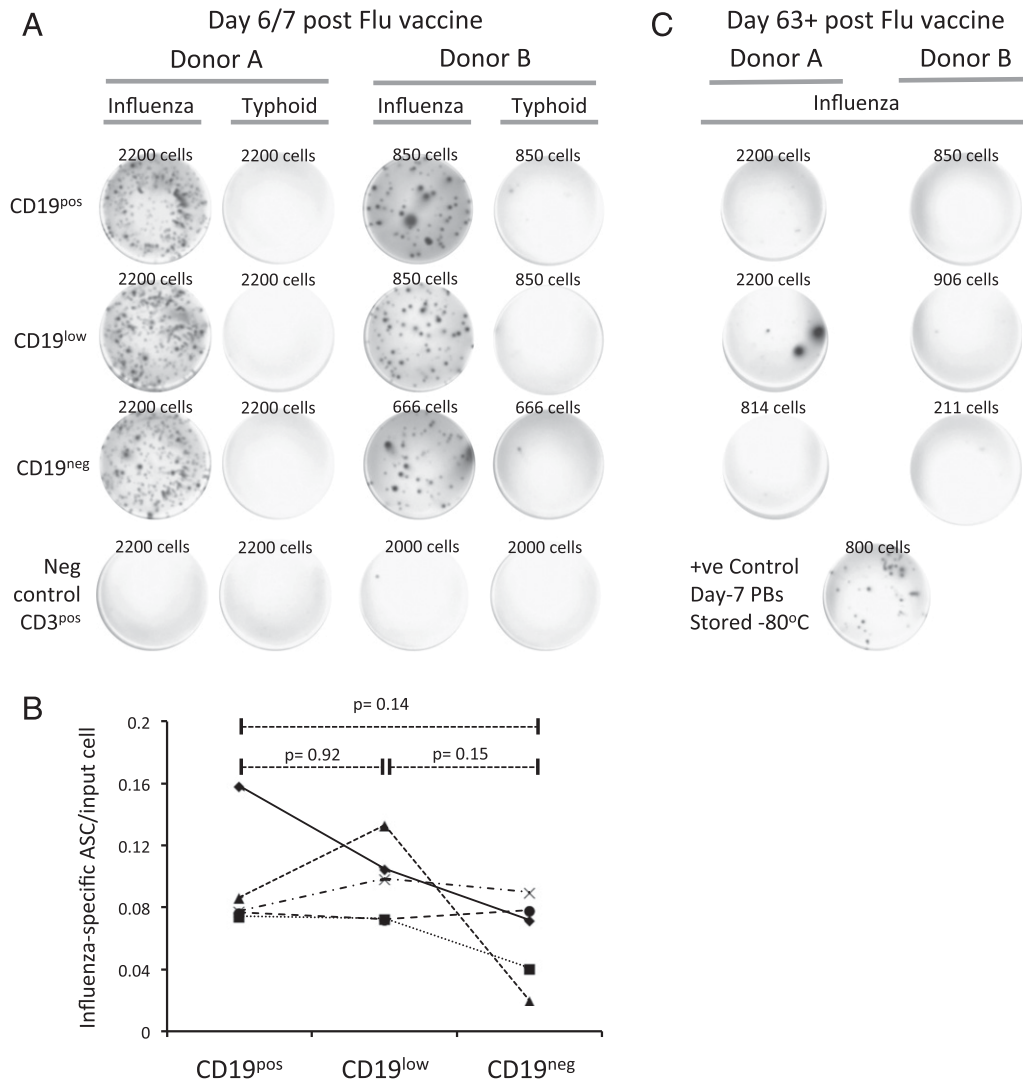 A
Day 6/7 post Flu vaccine
Donor A
Donor B
Influenza
Typhoid
Influenza
Typhoid
2200 cells
2200 cells
850 cells
850 cells
CD19pos
2200 cells
2200 cells
850 cells
850 cells
CD19low
2200 cells
2200 cells
666 cells
666 cells
CD19neg
2200 cells
2200 cells
2000 cells
2000 cells
Neg
control
CD3pos
C
Day 63+ post Flu vaccine
Donor A
Donor B
Influenza
2200 cells
850 cells
2200 cells
906 cells
814 cells
211 cells
800 cells
+ve Control
Day-7 PBs
Stored -80oC
B
Influenza-specific ASC/input cell
0.2
0.16
0.12
0.08
0.04
0
p= 0.14
p= 0.92
p= 0.15
CD19pos
CD19low
CD19neg